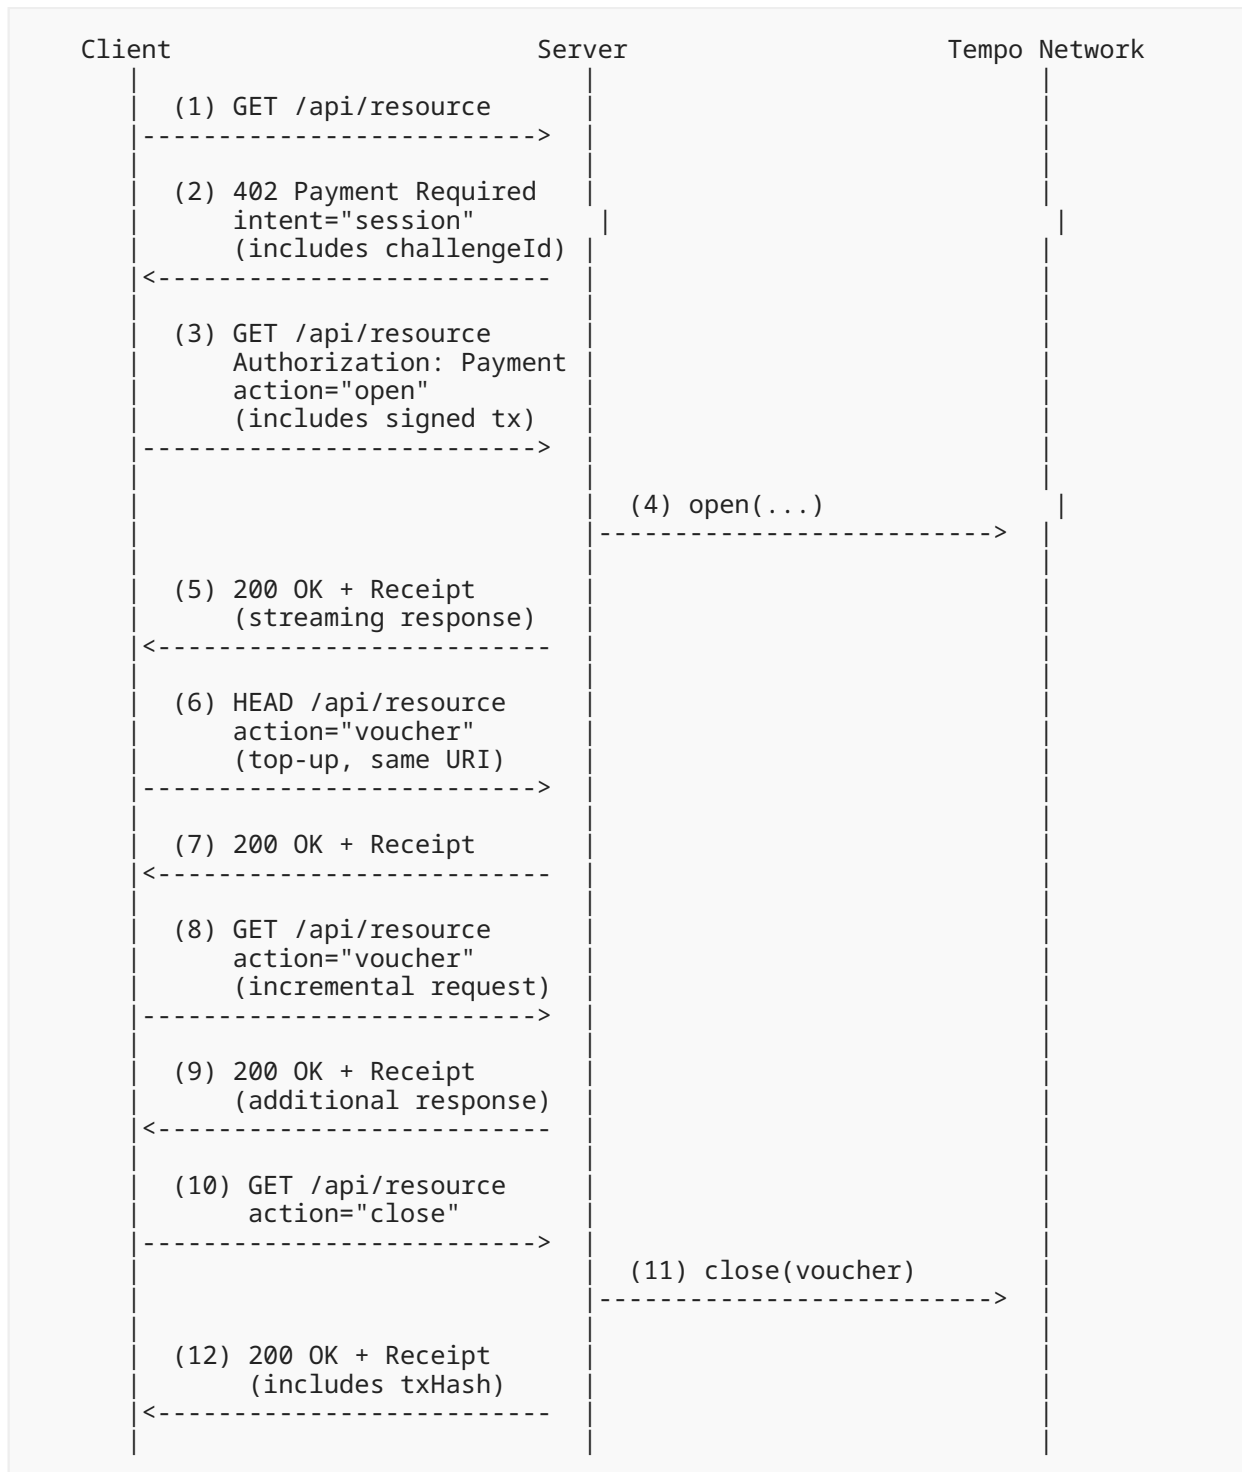 Client Server Tempo Network
| | |
| (1) GET /api/resource | |
|--------------------------> | |
| | |
| (2) 402 Payment Required | |
| intent="session" | |
| (includes challengeId) | |
|<-------------------------- | |
| | |
| (3) GET /api/resource | |
| Authorization: Payment | |
| action="open" | |
| (includes signed tx) | |
|--------------------------> | |
| | |
| | (4) open(...) |
| |--------------------------> |
| | |
| (5) 200 OK + Receipt | |
| (streaming response) | |
|<-------------------------- | |
| | |
| (6) HEAD /api/resource | |
| action="voucher" | |
| (top-up, same URI) | |
|--------------------------> | |
| | |
| (7) 200 OK + Receipt | |
|<-------------------------- | |
| | |
| (8) GET /api/resource | |
| action="voucher" | |
| (incremental request) | |
|--------------------------> | |
| | |
| (9) 200 OK + Receipt | |
| (additional response) | |
|<-------------------------- | |
| | |
| (10) GET /api/resource | |
| action="close" | |
|--------------------------> | |
| | (11) close(voucher) |
| |--------------------------> |
| | |
| (12) 200 OK + Receipt | |
| (includes txHash) | |
|<-------------------------- | |
| | |